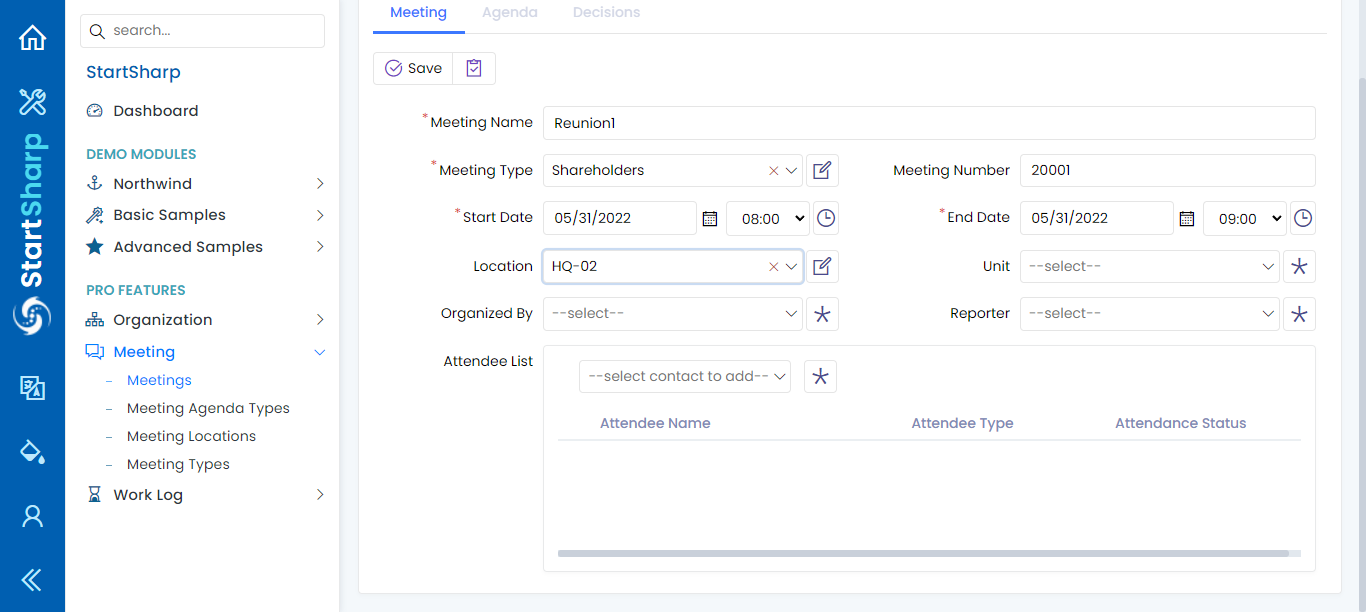 Meeting Agenda Decisions
search...
StartSharp
Save
Dashboard
Meeting Name Reunion1
*
DEMO MODULES
Northwind
Meeting Type Shareholders Meeting Number 20001
*
Basic Samples
Start Date 05/31/2022 08:00 End Date 05/31/2022 09:00
* *
Advanced Samples
Location HQ-02 Unit --select--
PRO FEATURES
Organization
Organized By --select-- Reporter --select--
Meeting
Attendee List
Meetings
--select contact to add--
Meeting Agenda Types
Attendee Name Attendee Type Attendance Status
Meeting Locations
Meeting Types
Work Log
StartSharp